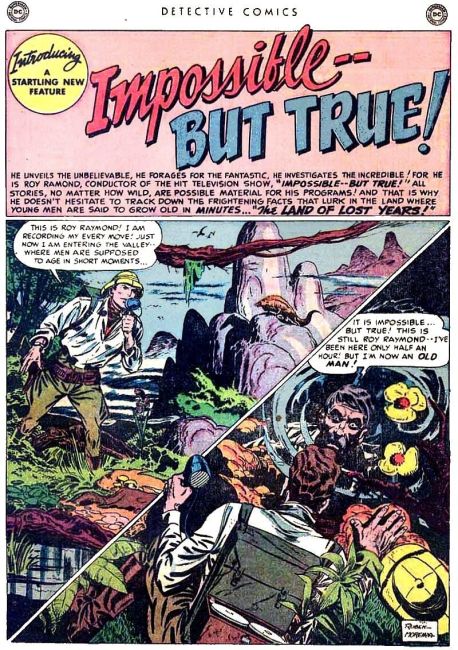 DC
DETECTIVE COMICS
DC
Introducing
A
STARTLING NEW
FEATURE
Impossible--
BUT TRUE!
HE UNVEILS THE UNBELIEVABLE, HE FORAGES FOR THE FANTASTIC, HE INVESTIGATES THE INCREDIBLE! FOR HE
IS ROY RAMOND, CONDUCTOR OF THE HIT TELEVISION SHOW, "IMPOSSIBLE--BUT TRUE!" ALL
STORIES, NO MATTER HOW WILD, ARE POSSIBLE MATERIAL FOR HIS PROGRAMS! AND THAT IS WHY
HE DOESN'T HESITATE TO TRACK DOWN THE FRIGHTENING FACTS THAT LURK IN THE LAND WHERE
YOUNG MEN ARE SAID TO GROW OLD IN MINUTES... "The LAND OF LOST YEARS!"
THIS IS ROY RAYMOND! I AM
RECORDING MY EVERY MOVE! JUST
NOW I AM ENTERING THE VALLEY--
WHERE MEN ARE SUPPOSED
TO AGE IN SHORT MOMENTS...
IT IS IMPOSSIBLE...
BUT TRUE! THIS IS
STILL ROY RAYMOND--I'VE
BEEN HERE ONLY HALF AN
HOUR! BUT I'M NOW AN OLD
MAN!
RUBEN--
MOREIRA